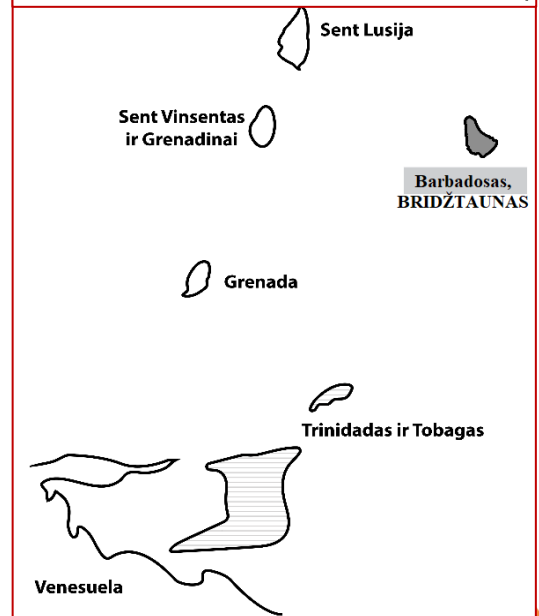 Sent Lusija
Sent Vinsentas
ir Grenadinai
Barbadosas,
BRIDŽTAUNAS
Grenada
Trinidadas ir Tobagas
Venesuela